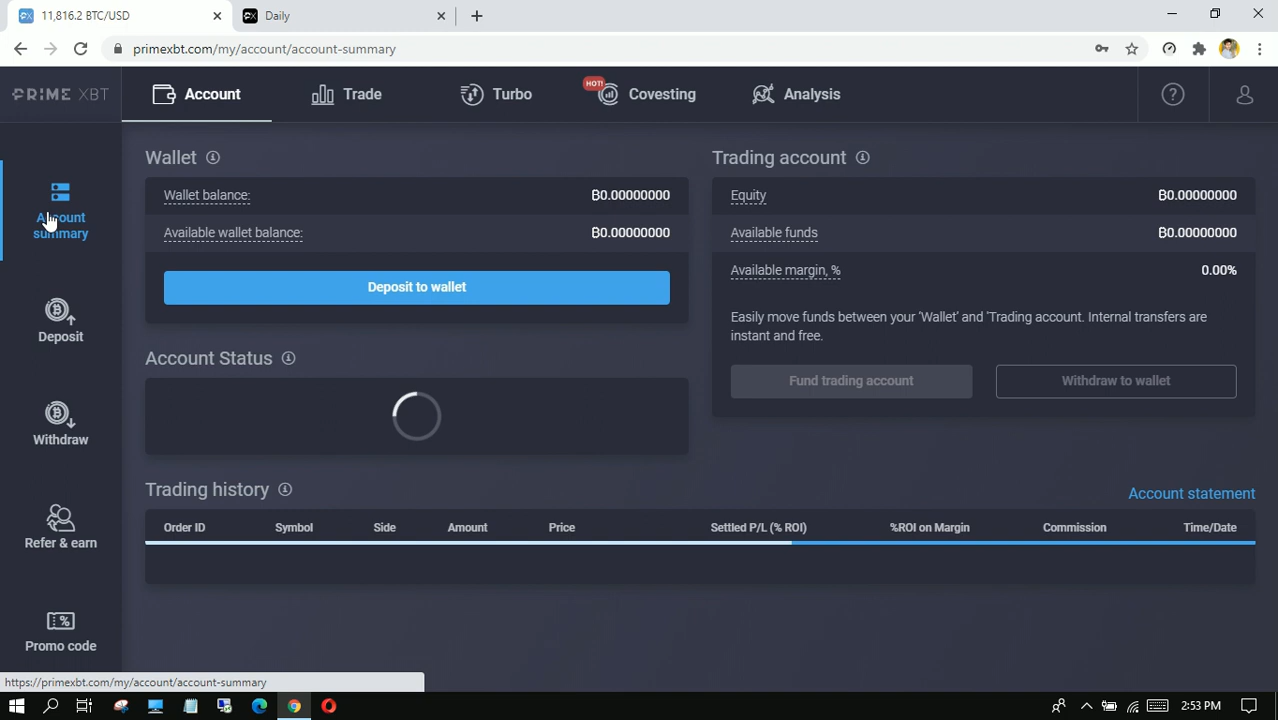 11,816.2 BTC/USD
Daily
primexbt.com/my/account/account-summary
PRIME XBT
Account
Trade
Turbo
HOT!
Covesting
Analysis
Account summary
Deposit
Withdraw
Refer & earn
Promo code
Wallet
Wallet balance: ₿0.00000000
Available wallet balance: ₿0.00000000
Deposit to wallet
Account Status
Trading account
Equity ₿0.00000000
Available funds ₿0.00000000
Available margin, % 0.00%
Easily move funds between your 'Wallet' and 'Trading account. Internal transfers are
instant and free.
Fund trading account
Withdraw to wallet
Trading history
Account statement
Order ID Symbol Side Amount Price Settled P/L (% ROI) %ROI on Margin Commission Time/Date
https://primexbt.com/my/account/account-summary
2:53 PM